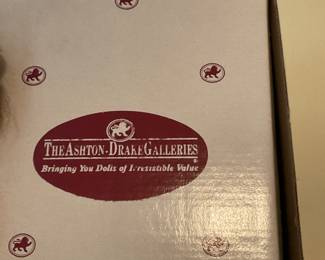 THE ASHTON-DRAKE GALLERIES
Bringing You Dolls of Irresistible Value